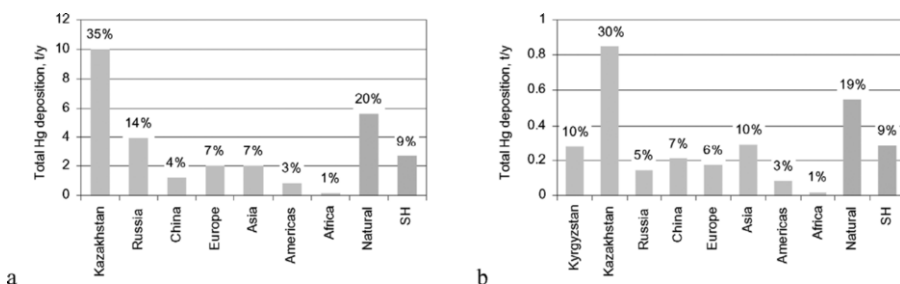 Total Hg deposition, t/y
12
10
8
6
4
2
0
35%
14%
4%
7%
7%
3%
1%
20%
9%
Kazakhstan
Russia
China
Europe
Asia
Americas
Africa
Natural
SH
a
Total Hg deposition, t/y
1
0.8
0.6
0.4
0.2
0
10%
30%
5%
7%
6%
10%
3%
1%
19%
9%
Kyrgyzstan
Kazakhstan
Russia
China
Europe
Asia
Americas
Africa
Natural
SH
b